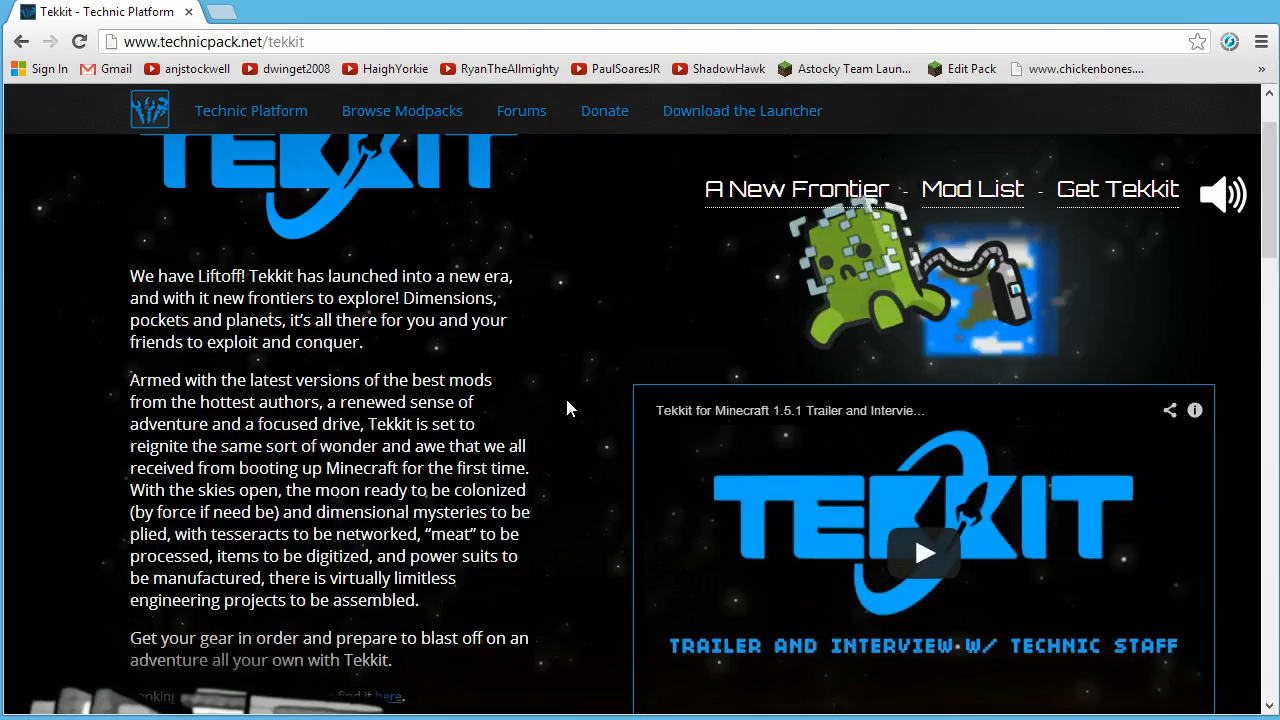 Tekkit - Technic Platform
www.technicpack.net/tekkit
Sign In Gmail anjstockwell dwinget2008 HaighYorkie RyanTheAllmighty PaulSoaresJR ShadowHawk Astocky Team Laun... Edit Pack www.chickenbones.... »
Technic Platform Browse Modpacks Forums Donate Download the Launcher
TEKKIT
A New Frontier - Mod List - Get Tekkit
We have Liftoff! Tekkit has launched into a new era,
and with it new frontiers to explore! Dimensions,
pockets and planets, it’s all there for you and your
friends to exploit and conquer.
Armed with the latest versions of the best mods
from the hottest authors, a renewed sense of
adventure and a focused drive, Tekkit is set to
reignite the same sort of wonder and awe that we all
received from booting up Minecraft for the first time.
With the skies open, the moon ready to be colonized
(by force if need be) and dimensional mysteries to be
plied, with tesseracts to be networked, “meat” to be
processed, items to be digitized, and power suits to
be manufactured, there is virtually limitless
engineering projects to be assembled.
Get your gear in order and prepare to blast off on an
adventure all your own with Tekkit.
find it here.
Tekkit for Minecraft 1.5.1 Trailer and Intervie...
TEKKIT
TRAILER AND INTERVIEW W/ TECHNIC STAFF